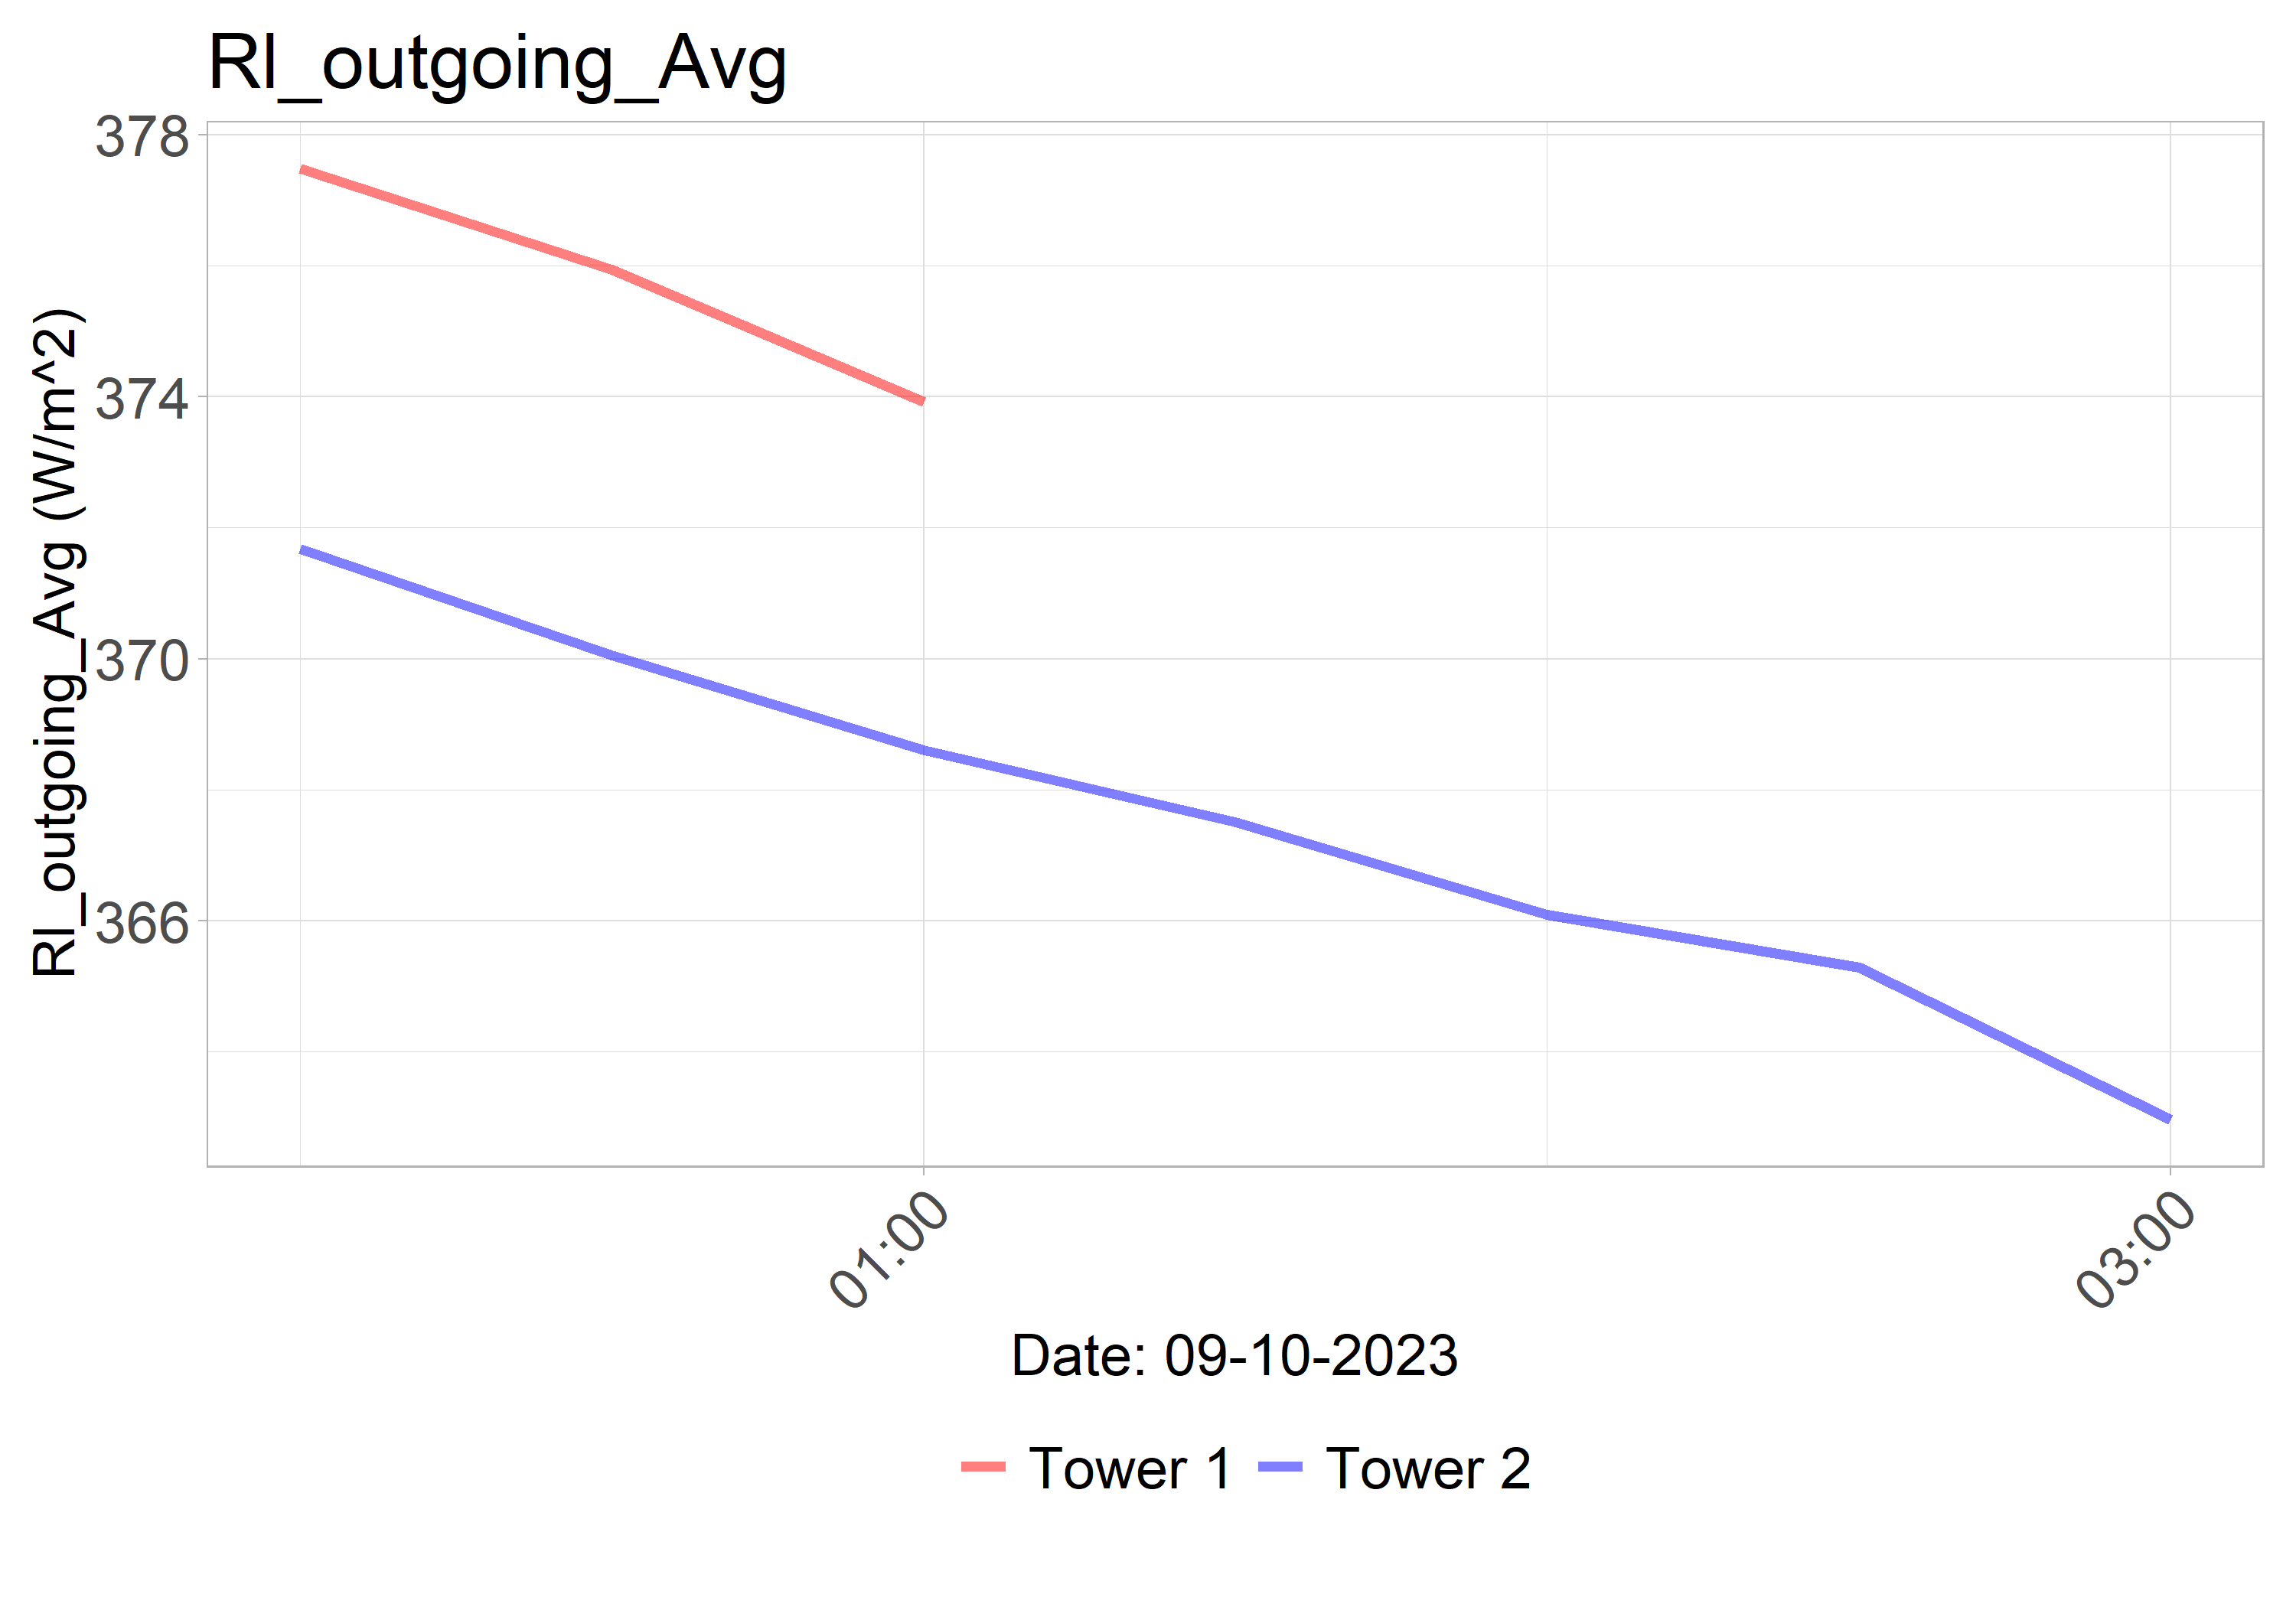 Rl_outgoing_Avg
Rl_outgoing_Avg (W/m^2)
378
374
370
366
01:00
03:00
Date: 09-10-2023
Tower 1
Tower 2